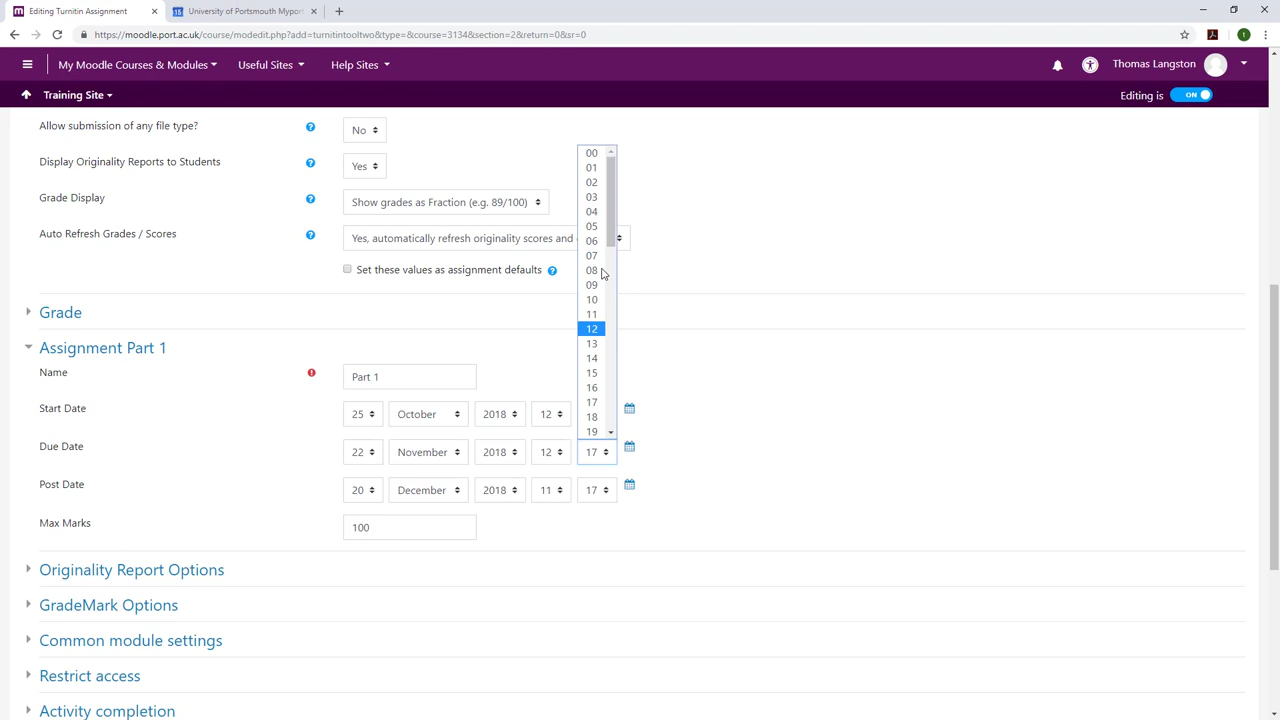 Editing Turnitin Assignment
University of Portsmouth Myport
https://moodle.port.ac.uk/course/modedit.php?add=turnitintooltwo&type=&course=3134&section=2&return=0&sr=0
t
My Moodle Courses & Modules
Useful Sites
Help Sites
Thomas Langston
Training Site
Editing is
ON
Allow submission of any file type?
No
Display Originality Reports to Students
Yes
Grade Display
Show grades as Fraction (e.g. 89/100)
Auto Refresh Grades / Scores
Yes, automatically refresh originality scores and
Set these values as assignment defaults
00
01
02
03
04
05
06
07
08
09
10
11
12
13
14
15
16
17
18
19
Grade
Assignment Part 1
Name
Part 1
Start Date
25 October 2018 12
Due Date
22 November 2018 12 17
Post Date
20 December 2018 11 17
Max Marks
100
Originality Report Options
GradeMark Options
Common module settings
Restrict access
Activity completion